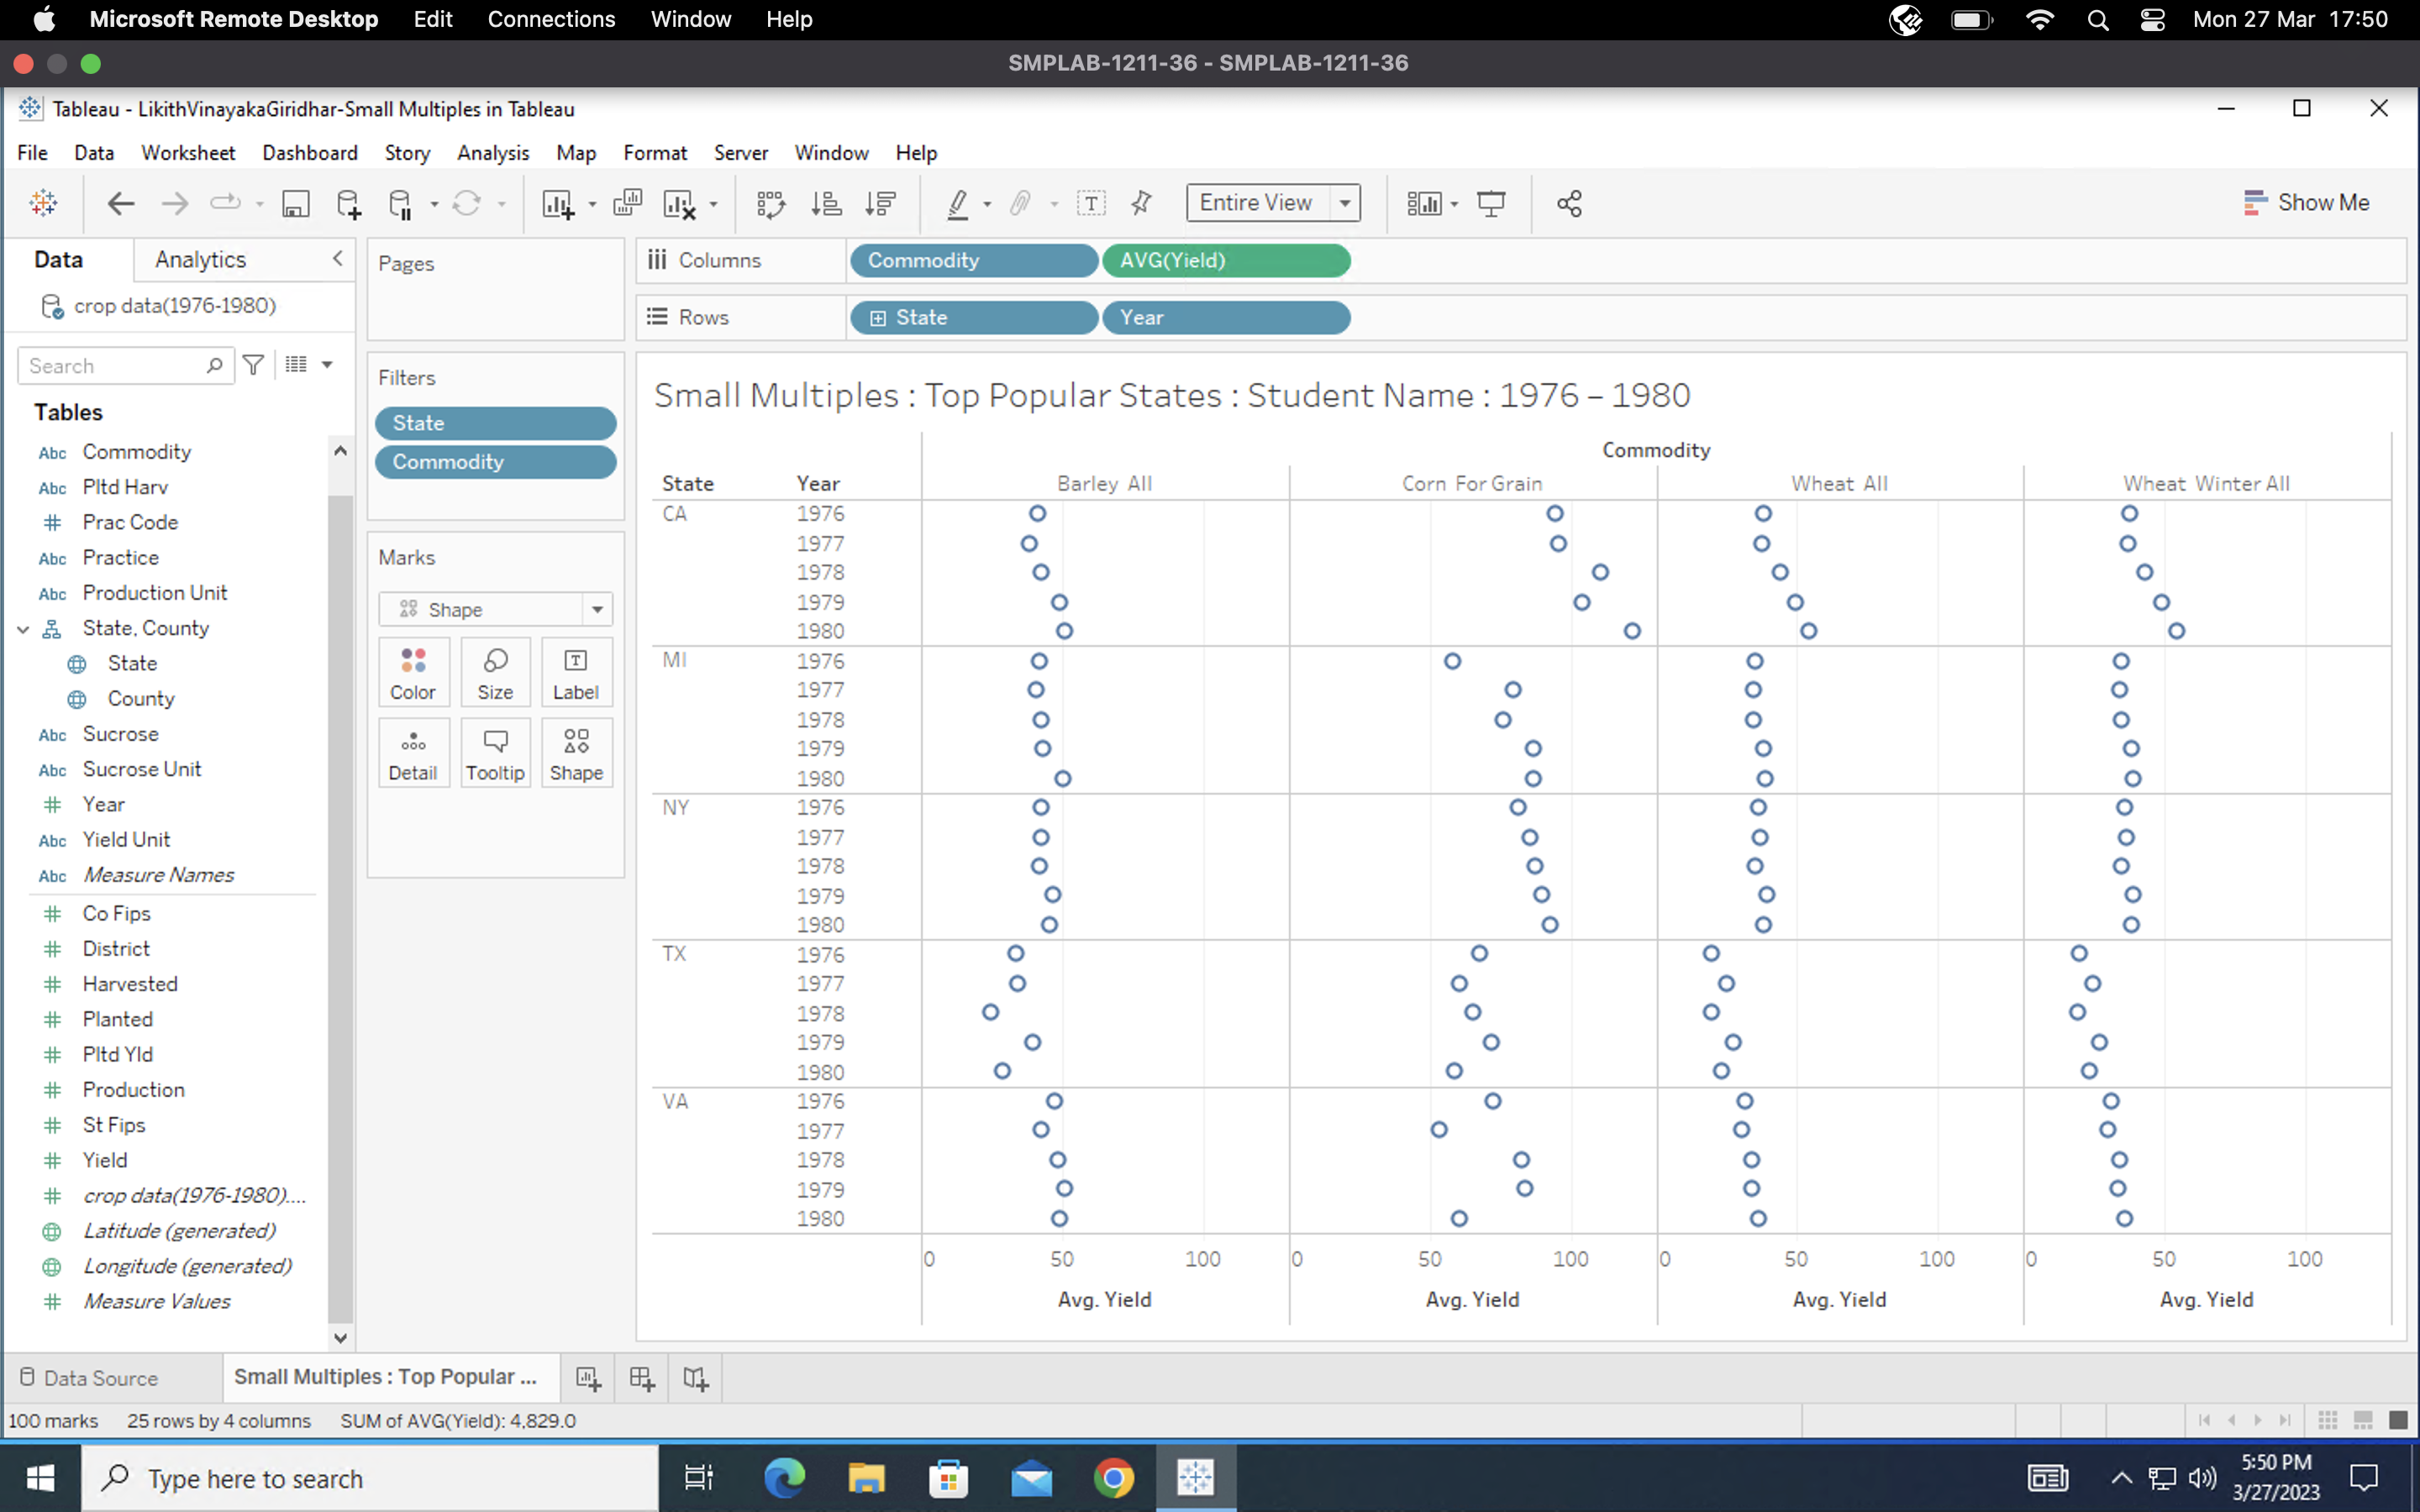 Microsoft Remote Desktop Edit Connections Window Help Mon 27 Mar 17:50
SMPLAB-1211-36 - SMPLAB-1211-36
Tableau - LikithVinayakaGiridhar-Small Multiples in Tableau
File Data Worksheet Dashboard Story Analysis Map Format Server Window Help
Entire View Show Me
Data Analytics
crop data(1976-1980)
Search
Tables
Abc Commodity
Abc Pltd Harv
# Prac Code
Abc Practice
Abc Production Unit
State, County
State
County
Abc Sucrose
Abc Sucrose Unit
# Year
Abc Yield Unit
Abc Measure Names
# Co Fips
# District
# Harvested
# Planted
# Pltd Yld
# Production
# St Fips
# Yield
# crop data(1976-1980)....
Latitude (generated)
Longitude (generated)
# Measure Values
Pages
Filters
State
Commodity
Marks
Shape
Color Size Label
Detail Tooltip Shape
Columns Commodity AVG(Yield)
Rows State Year
Small Multiples : Top Popular States : Student Name : 1976 – 1980
Commodity
State Year Barley All Corn For Grain Wheat All Wheat Winter All
CA 1976
1977
1978
1979
1980
MI 1976
1977
1978
1979
1980
NY 1976
1977
1978
1979
1980
TX 1976
1977
1978
1979
1980
VA 1976
1977
1978
1979
1980
0 50 100 0 50 100 0 50 100 0 50 100
Avg. Yield Avg. Yield Avg. Yield Avg. Yield
Data Source Small Multiples : Top Popular ...
100 marks 25 rows by 4 columns SUM of AVG(Yield): 4,829.0
Type here to search
5:50 PM
3/27/2023